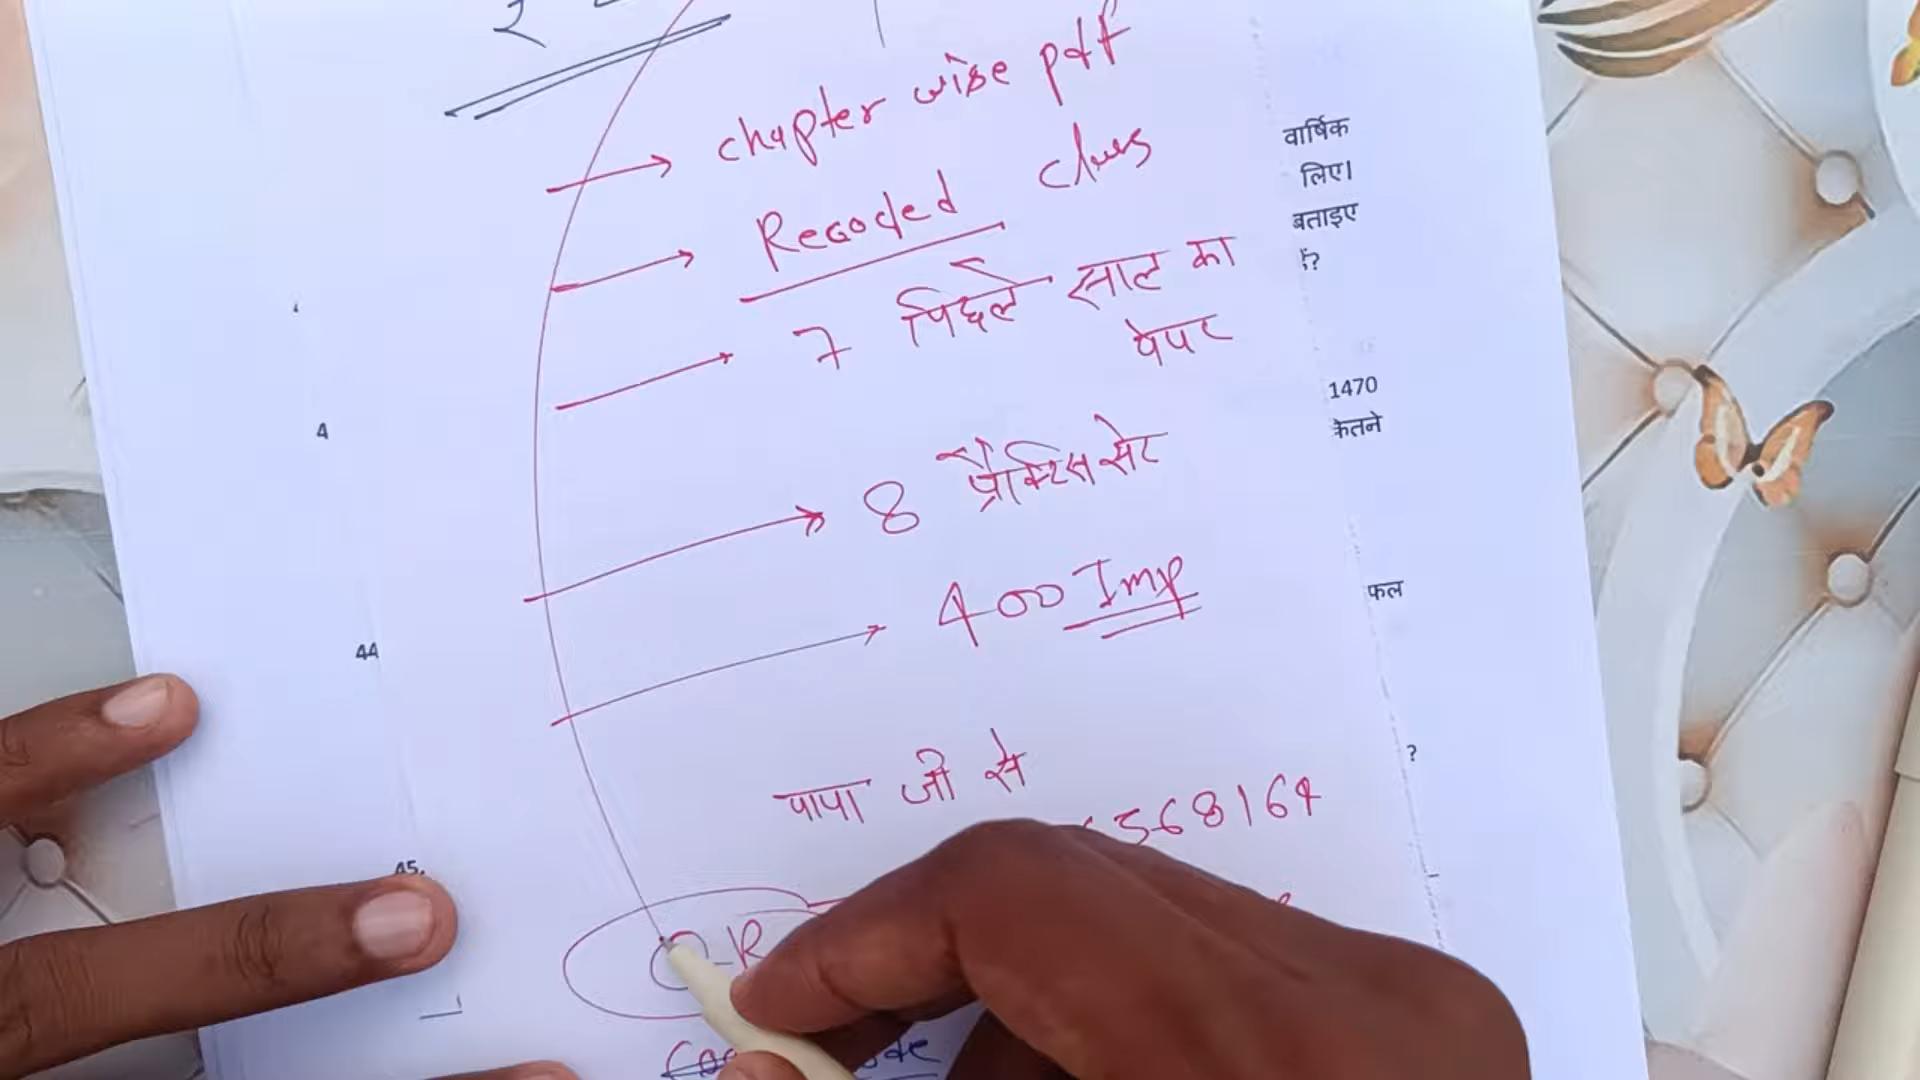 २
chapter wise pdf
Recoded class
7 पिछले साल का
पेपर
8 प्रैक्टिस सेट
400 Imp
पापा जी से
568164
R
वार्षिक
लिए।
बताइए
?
1470
फल
?
4
44
45.